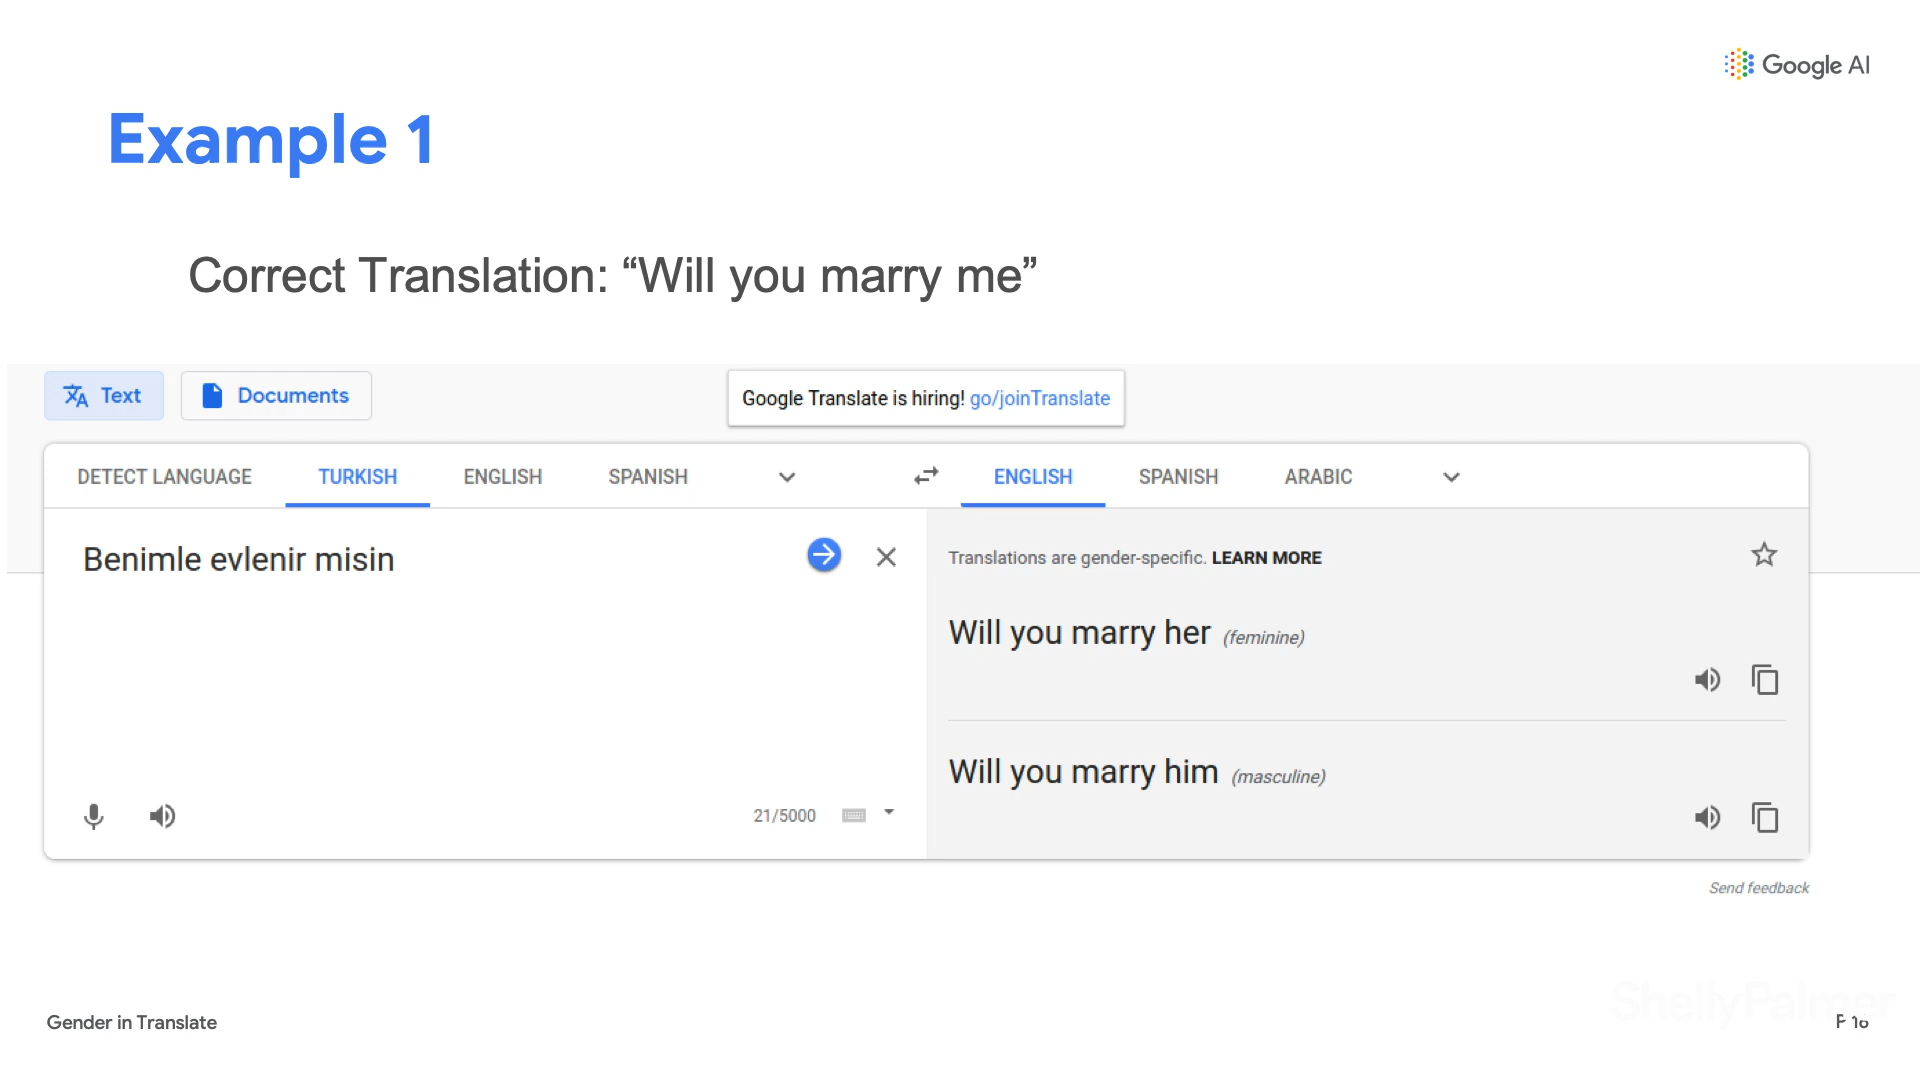 Google AI
Example 1
Correct Translation: “Will you marry me”
Text
Documents
Google Translate is hiring! go/joinTranslate
DETECT LANGUAGE TURKISH ENGLISH SPANISH
ENGLISH SPANISH ARABIC
Benimle evlenir misin
Translations are gender-specific. LEARN MORE
Will you marry her (feminine)
Will you marry him (masculine)
21/5000
Send feedback
ShellyPalmer
Gender in Translate